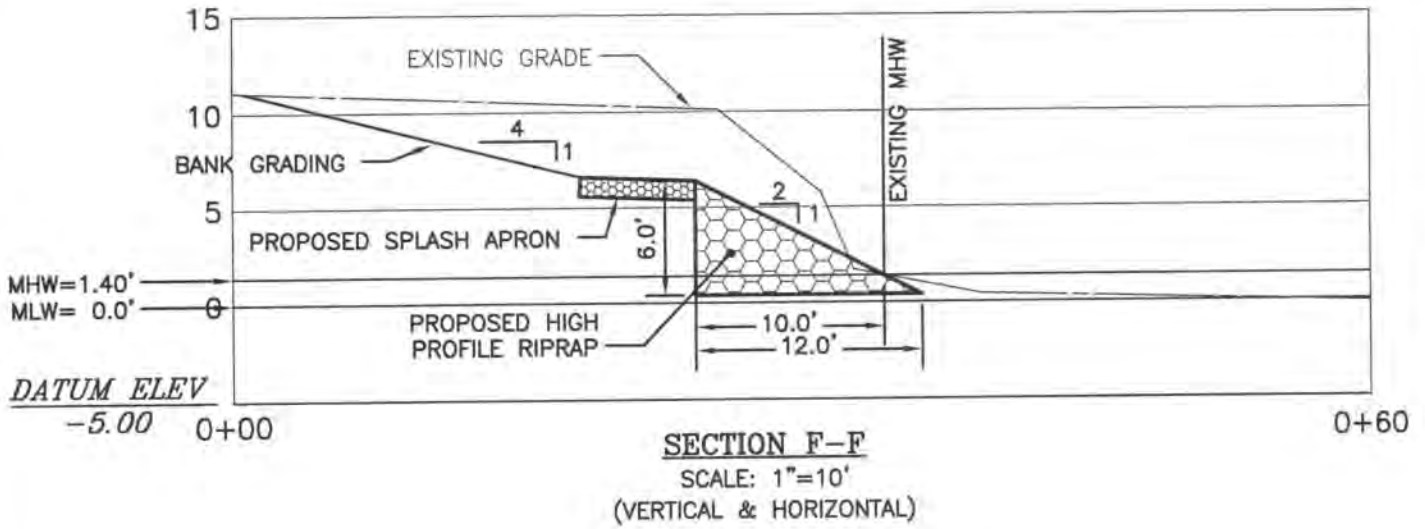 15
EXISTING GRADE
EXISTING MHW
10
4
1
BANK GRADING
2
1
5
PROPOSED SPLASH APRON
6.0'
MHW=1.40'
MLW= 0.0'
0
PROPOSED HIGH
PROFILE RIPRAP
10.0'
12.0'
DATUM ELEV
-5.00
0+00
0+60
SECTION F-F
SCALE: 1"=10'
(VERTICAL & HORIZONTAL)